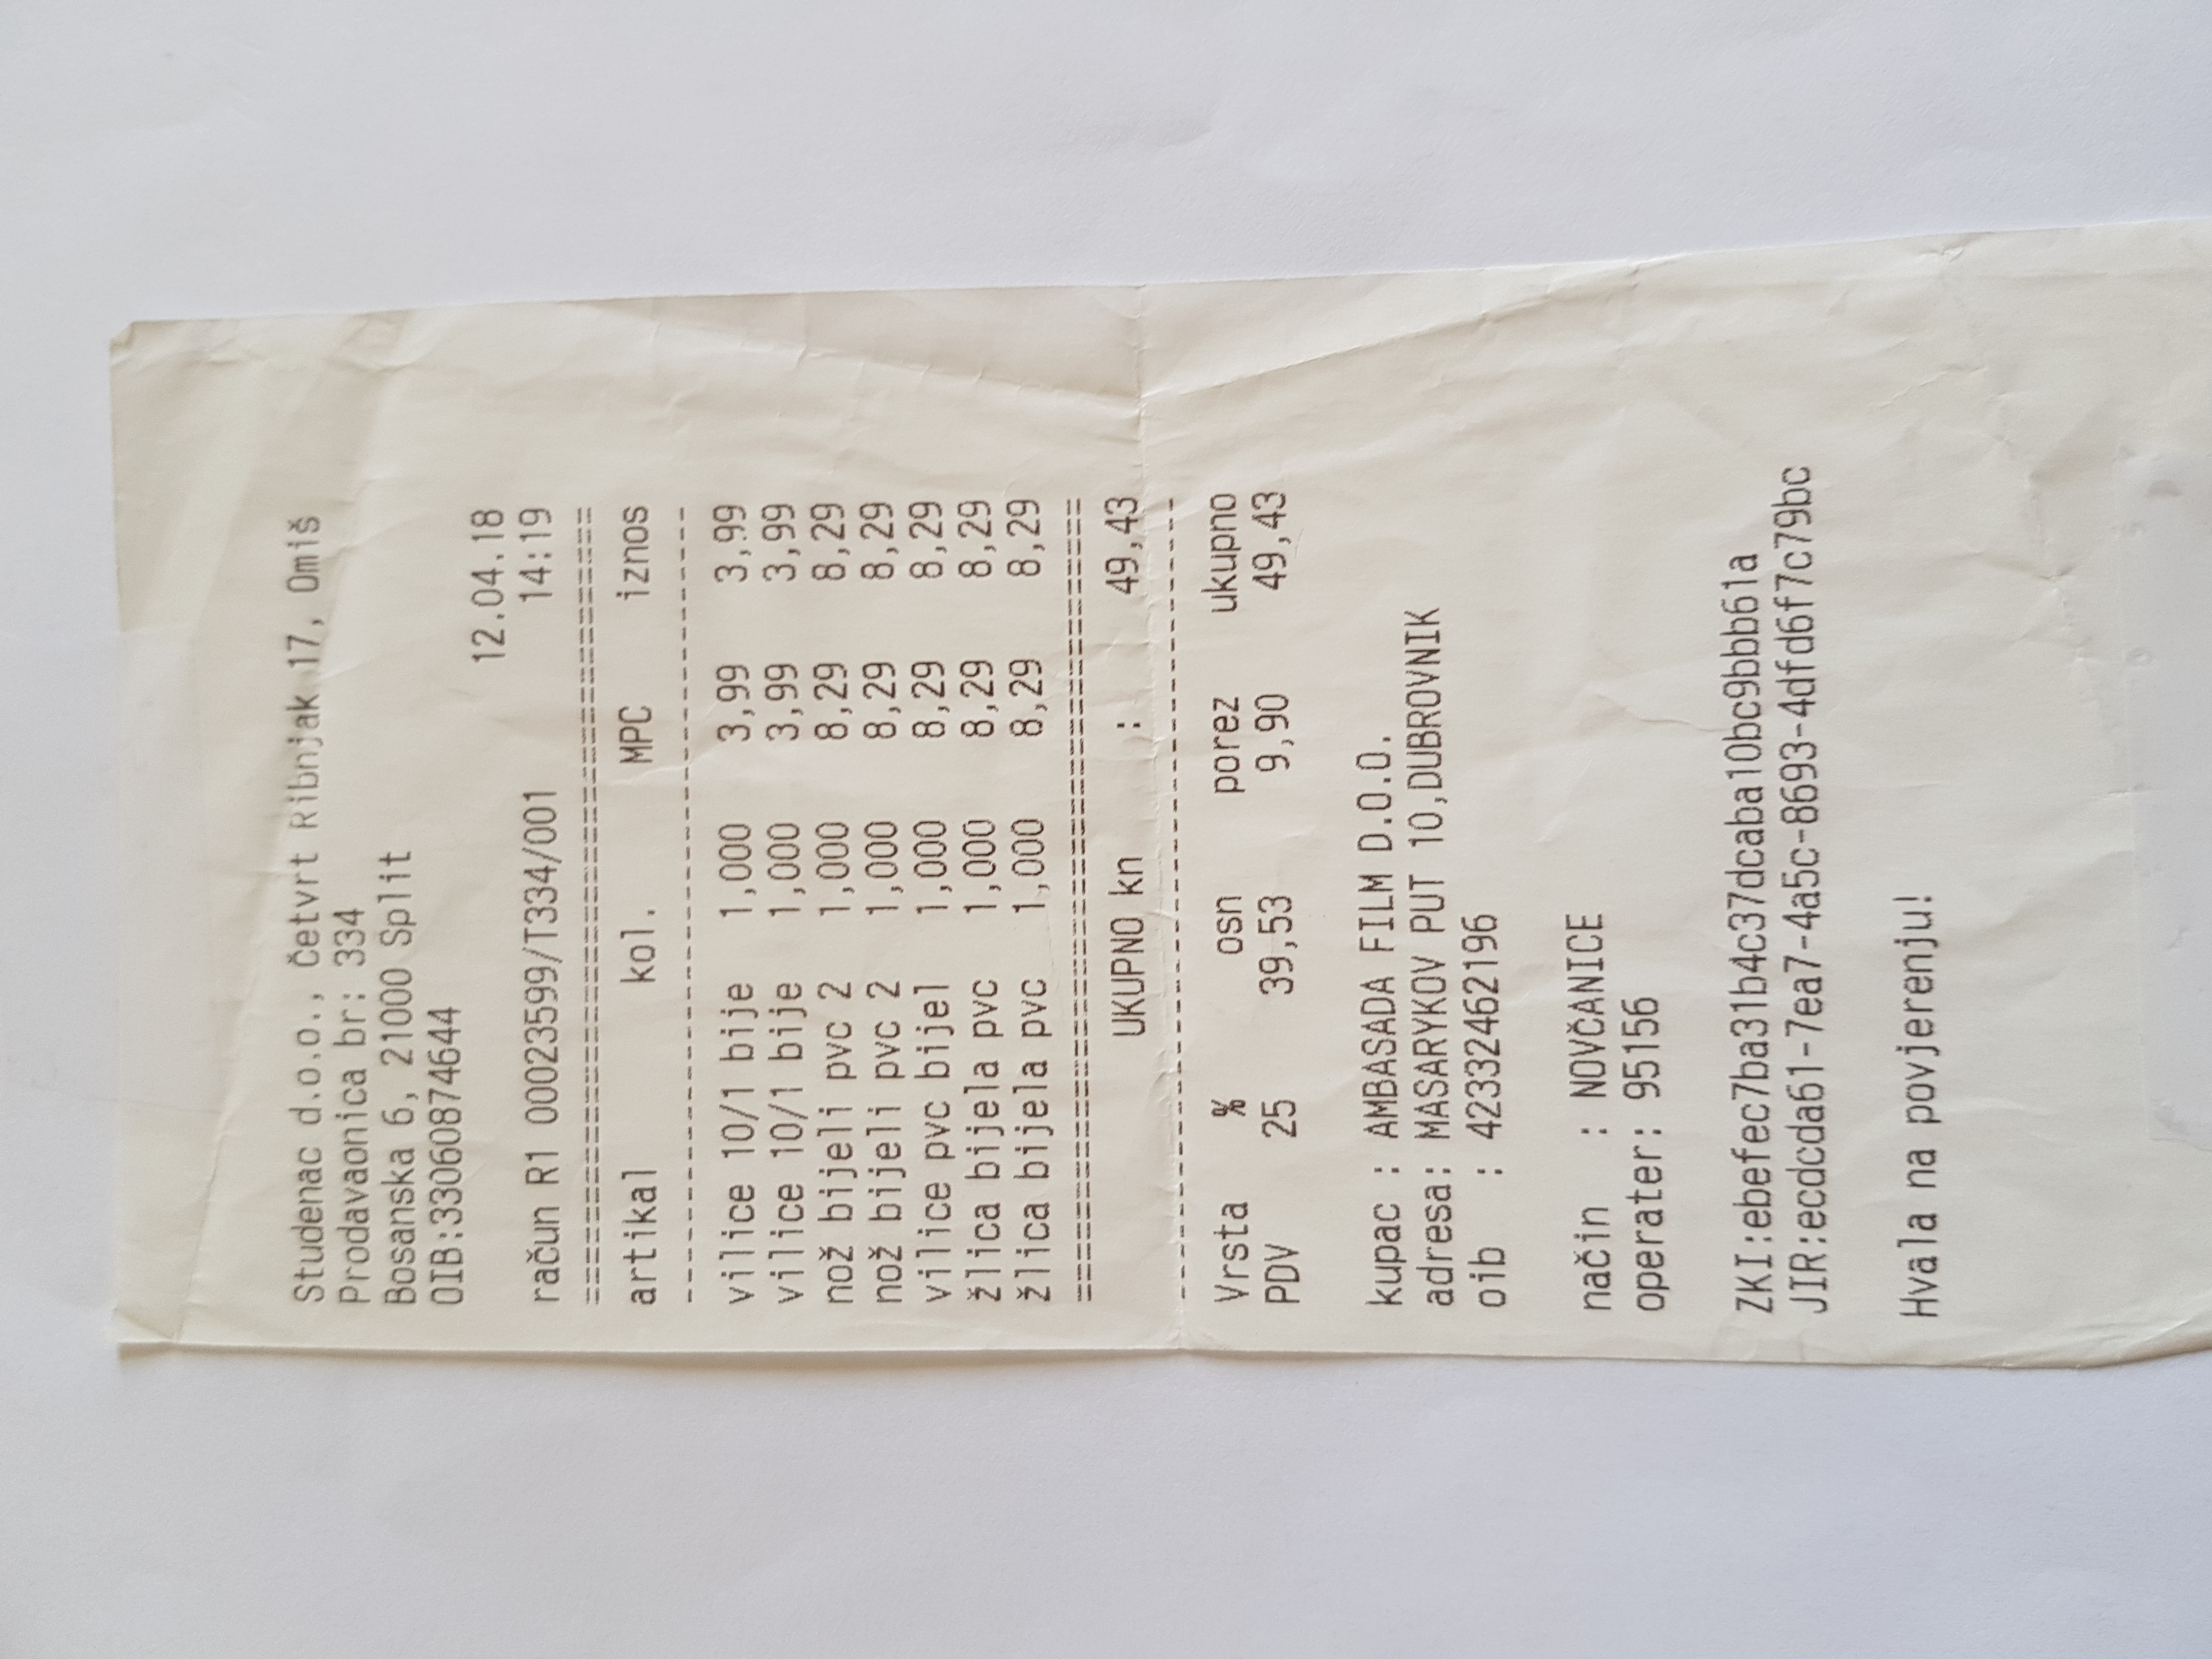 Studenac d.o.o., Četvrt Ribnjak 17, Omiš
Prodavaonica br: 334
Bosanska 6, 21000 Split
OIB:33060874644
12.04.18
račun R1 00023599/T334/001 14:19
==================================================
artikal kol. MPC iznos
--------------------------------------------------
vilice 10/1 bije 1,000 3,99 3,99
vilice 10/1 bije 1,000 3,99 3,99
nož bijeli pvc 2 1,000 8,29 8,29
nož bijeli pvc 2 1,000 8,29 8,29
vilice pvc bijel 1,000 8,29 8,29
žlica bijela pvc 1,000 8,29 8,29
žlica bijela pvc 1,000 8,29 8,29
==================================================
UKUPNO kn : 49,43
--------------------------------------------------
Vrsta % osn porez ukupno
PDV 25 39,53 9,90 49,43
kupac : AMBASADA FILM D.O.O.
adresa: MASARYKOV PUT 10,DUBROVNIK
oib : 42332462196
način : NOVČANICE
operater: 95156
ZKI:ebefec7ba31b4c37dcaba10bc9bbb61a
JIR:ecdcda61-7ea7-4a5c-8693-4dfd6f7c79bc
Hvala na povjerenju!